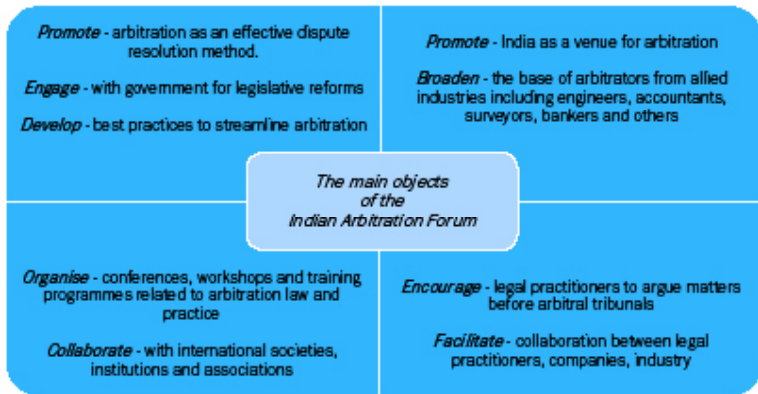 Promote - arbitration as an effective dispute
resolution method.
Engage - with government for legislative reforms
Develop - best practices to streamline arbitration
Promote - India as a venue for arbitration
Broaden - the base of arbitrators from allied
industries including engineers, accountants,
surveyors, bankers and others
The main objects
of the
Indian Arbitration Forum
Organise - conferences, workshops and training
programmes related to arbitration law and
practice
Collaborate - with international societies,
institutions and associations
Encourage - legal practitioners to argue matters
before arbitral tribunals
Facilitate - collaboration between legal
practitioners, companies, industry